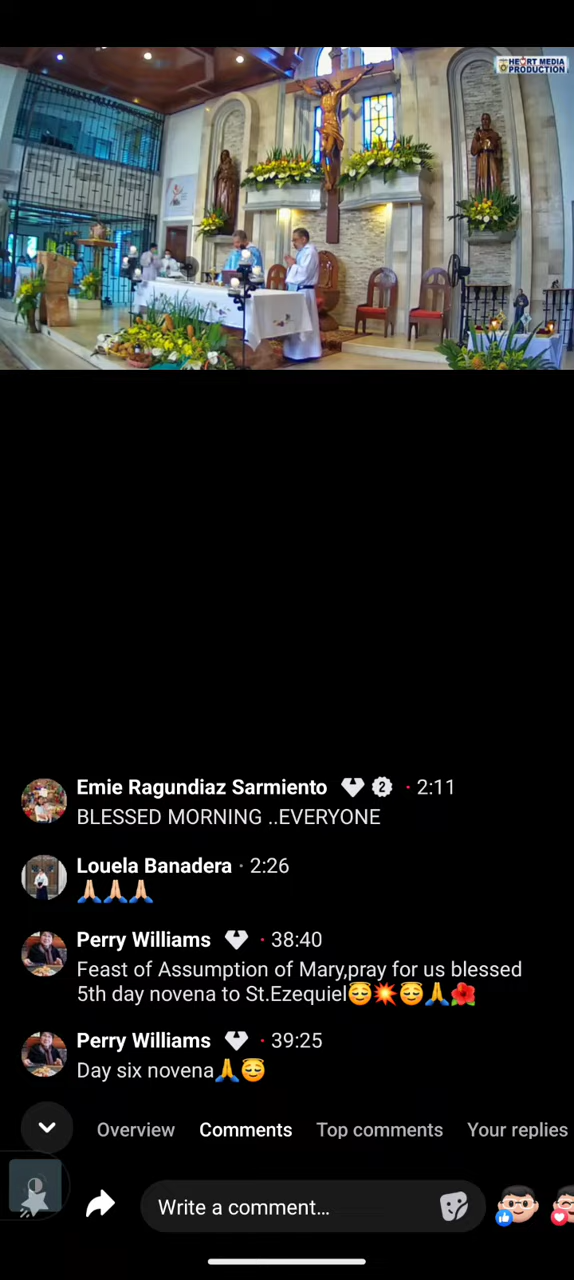 HEART MEDIA
PRODUCTION
Emie Ragundiaz Sarmiento 2 · 2:11
BLESSED MORNING ..EVERYONE
Louela Banadera · 2:26
🙏🏻🙏🏻🙏🏻
Perry Williams · 38:40
Feast of Assumption of Mary,pray for us blessed
5th day novena to St.Ezequiel😇💥😇🙏🌺
Perry Williams · 39:25
Day six novena🙏😇
Overview Comments Top comments Your replies
Write a comment…